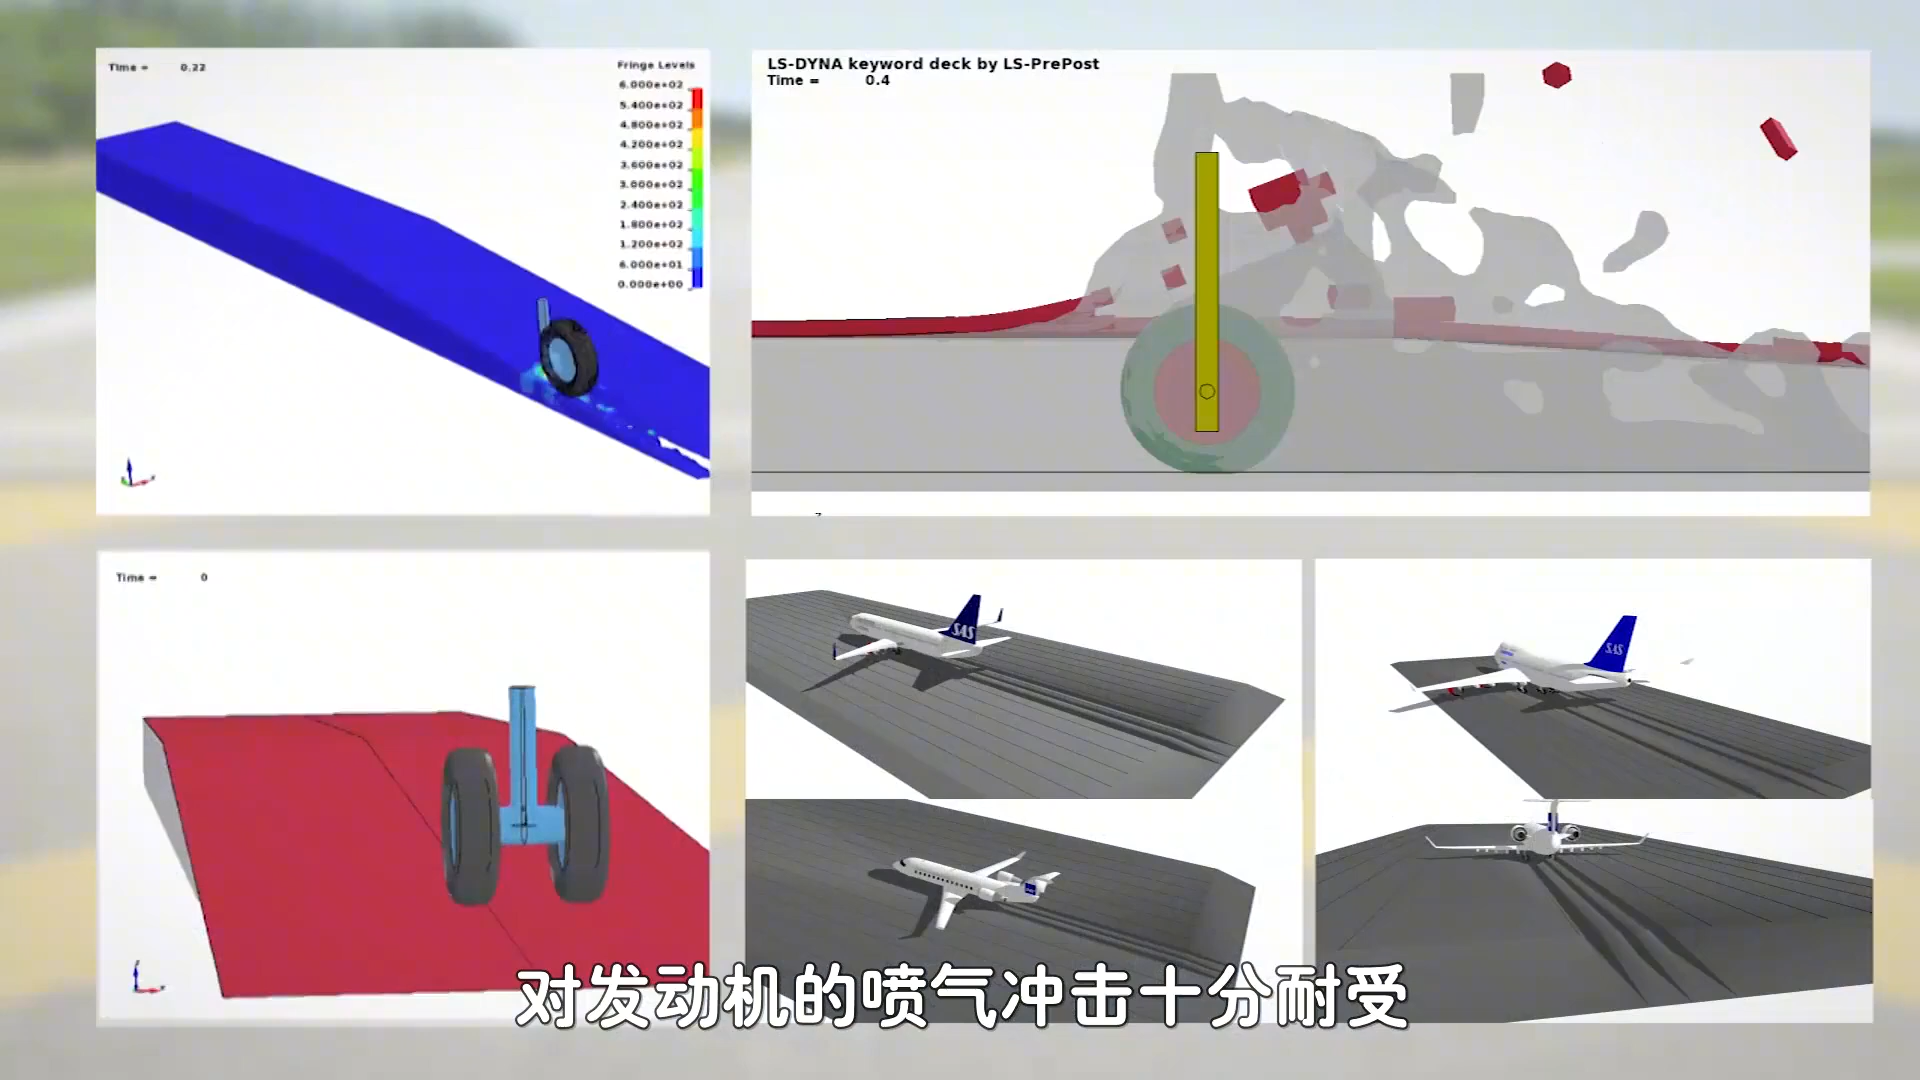 Time = 0.22
Fringe Levels
6.000e+02
5.400e+02
4.800e+02
4.200e+02
3.600e+02
3.000e+02
2.400e+02
1.800e+02
1.200e+02
6.000e+01
0.000e+00
LS-DYNA keyword deck by LS-PrePost
Time = 0.4
Time = 0
SAS
SAS
对发动机的喷气冲击十分耐受